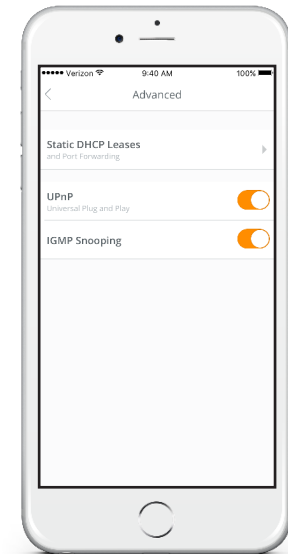 ●●●●● Verizon 9:40 AM 100%
Advanced
Static DHCP Leases
and Port Forwarding
UPnP
Universal Plug and Play
IGMP Snooping